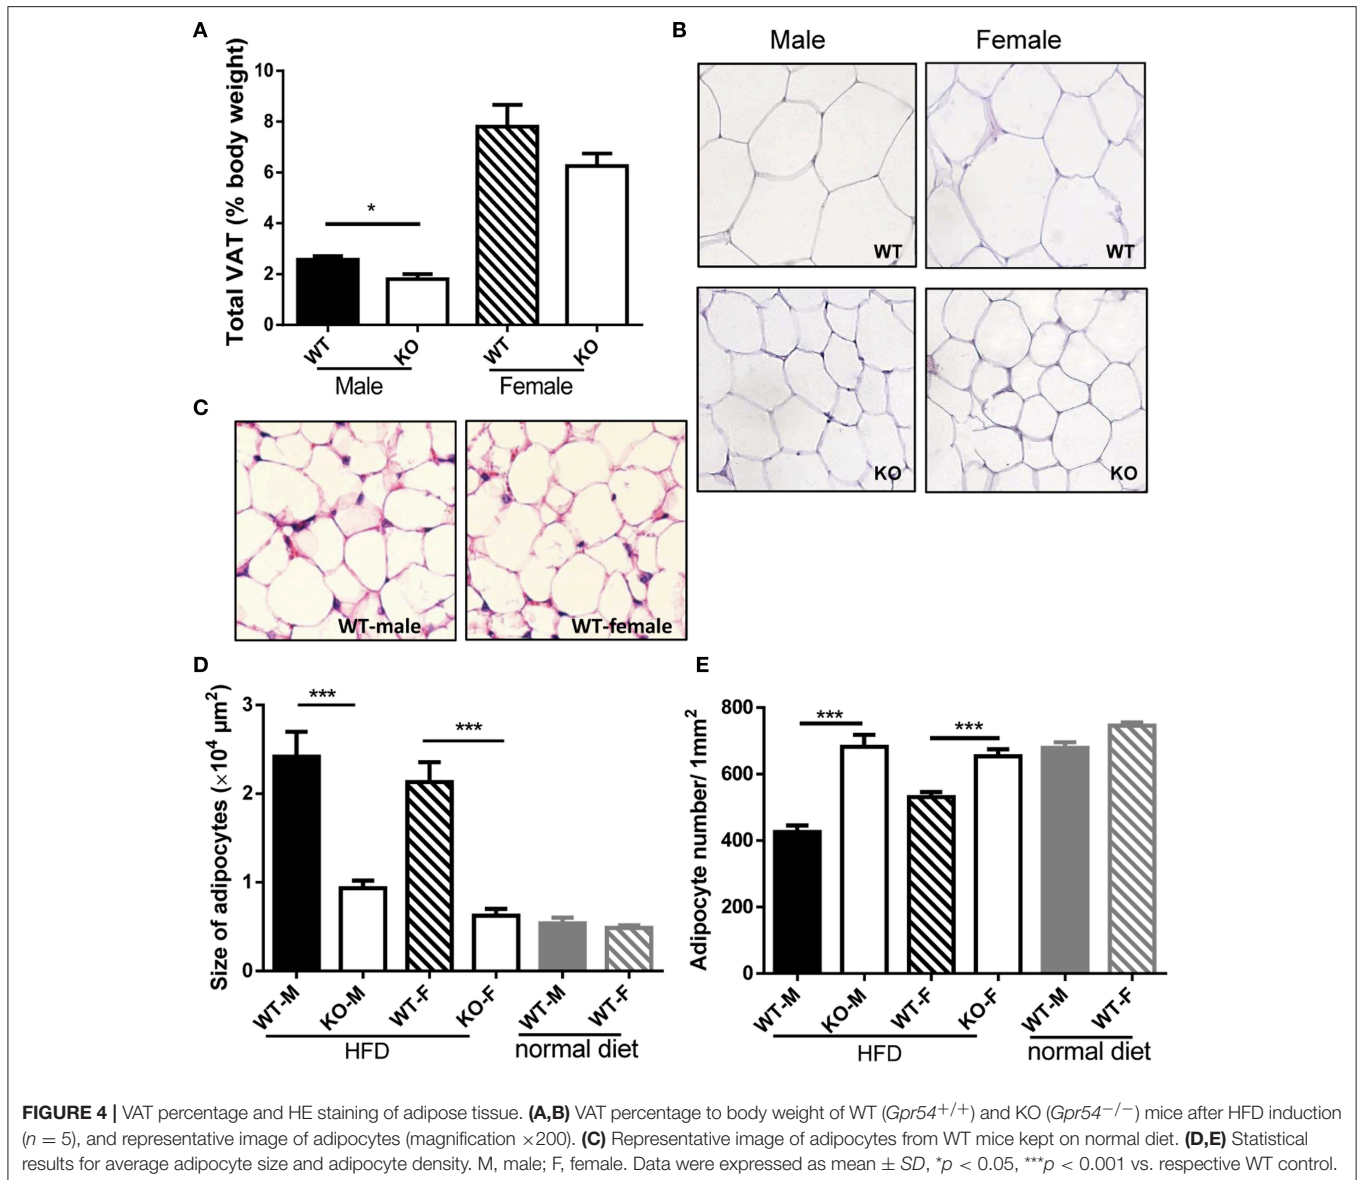 A
Total VAT (% body weight)
10
8
6
4
2
0
*
WT
KO
WT
KO
Male
Female
B
Male
Female
WT
WT
KO
KO
C
WT-male
WT-female
D
Size of adipocytes (×10⁴ μm²)
3
2
1
0
***
***
WT-M
KO-M
WT-F
KO-F
WT-M
WT-F
HFD
normal diet
E
Adipocyte number/ 1mm²
800
600
400
200
0
***
***
WT-M
KO-M
WT-F
KO-F
WT-M
WT-F
HFD
normal diet
FIGURE 4 | VAT percentage and HE staining of adipose tissue. (A,B) VAT percentage to body weight of WT (Gpr54⁺/⁺) and KO (Gpr54⁻/⁻) mice after HFD induction
(n = 5), and representative image of adipocytes (magnification ×200). (C) Representative image of adipocytes from WT mice kept on normal diet. (D,E) Statistical
results for average adipocyte size and adipocyte density. M, male; F, female. Data were expressed as mean ± SD, *p < 0.05, ***p < 0.001 vs. respective WT control.